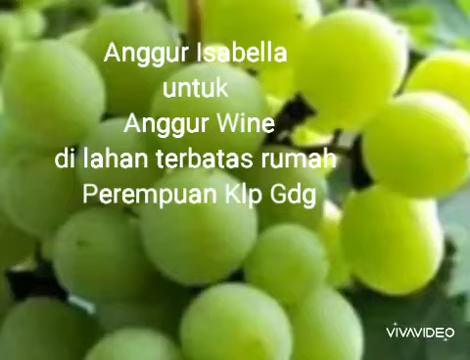 Anggur Isabella
untuk
Anggur Wine
di lahan terbatas rumah
Perempuan Klp Gdg
VIVAVIDEO